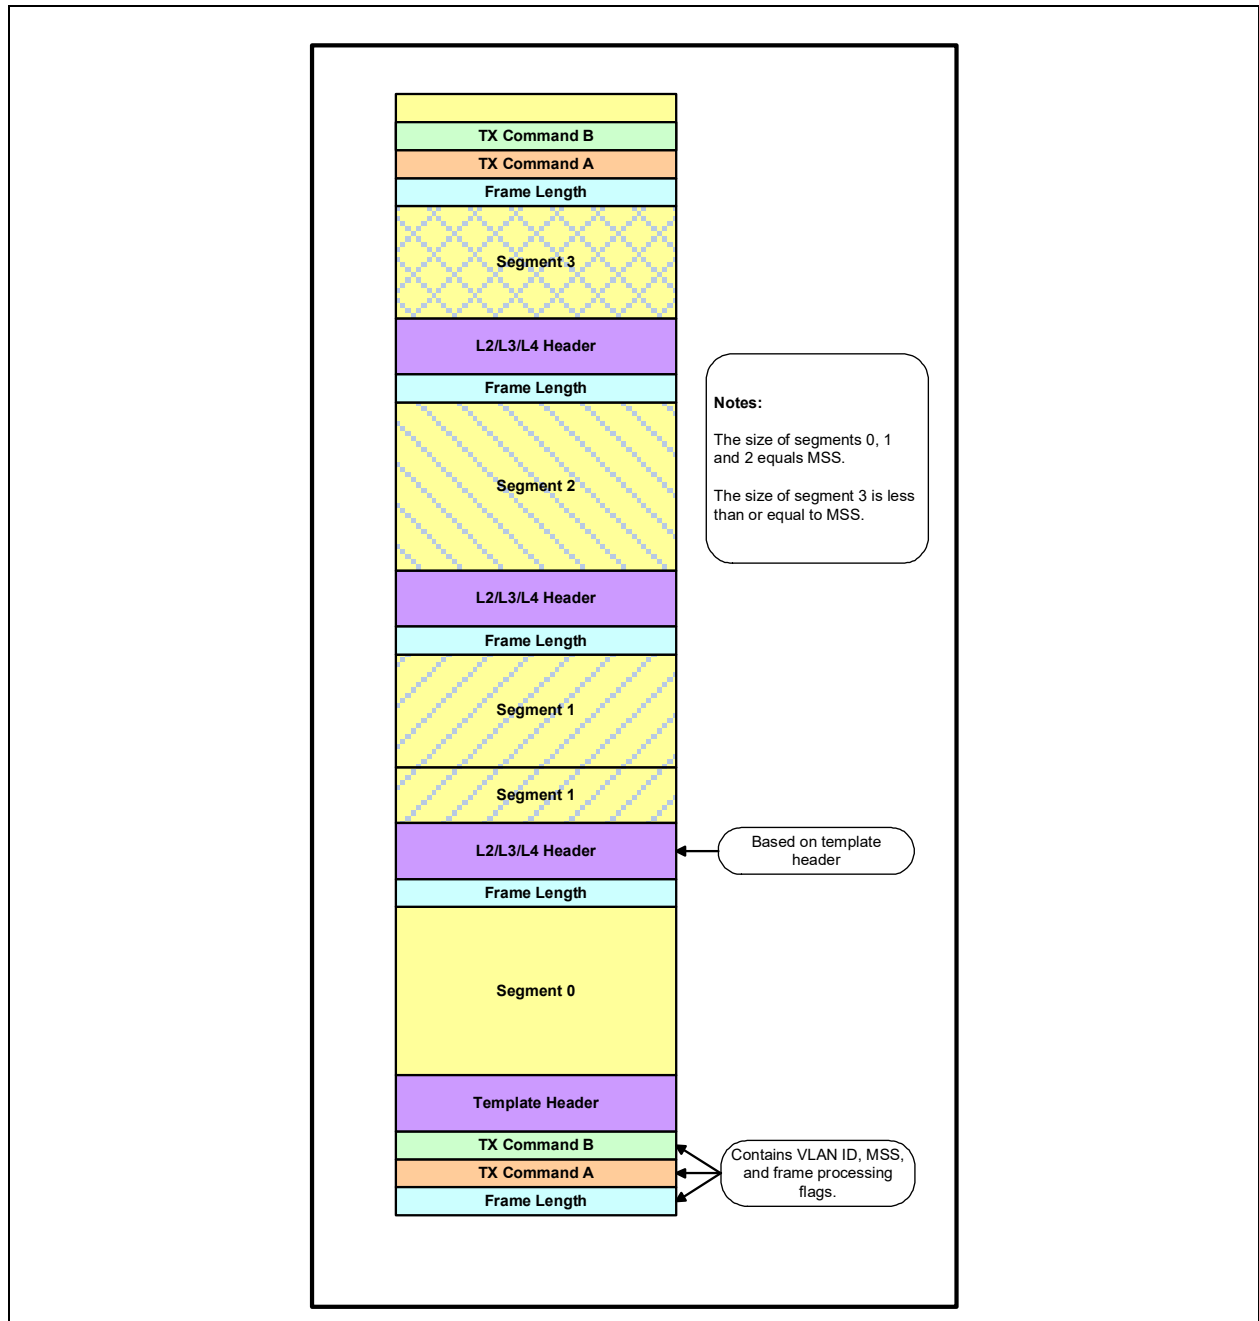 TX Command B
TX Command A
Frame Length
Segment 3
L2/L3/L4 Header
Frame Length
Notes:
The size of segments 0, 1
and 2 equals MSS.
The size of segment 3 is less
than or equal to MSS.
Segment 2
L2/L3/L4 Header
Frame Length
Segment 1
Segment 1
L2/L3/L4 Header
Based on template
header
Frame Length
Segment 0
Template Header
TX Command B
TX Command A
Frame Length
Contains VLAN ID, MSS,
and frame processing
flags.